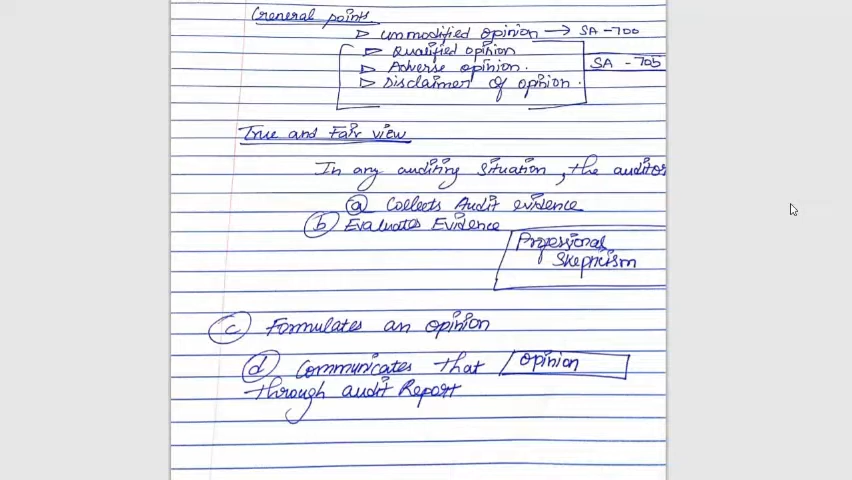 General points
▷ unmodified opinion → SA-700
▷ Qualified opinion
▷ Adverse opinion.
SA - 705
▷ Disclaimer of opinion.
True and Fair view
In any auditing situation, the auditor
(a) Collects Audit evidence
(b) Evaluates Evidence
Professional
Skepticism
(c) Formulates an opinion
(d) Communicates that opinion
through audit Report